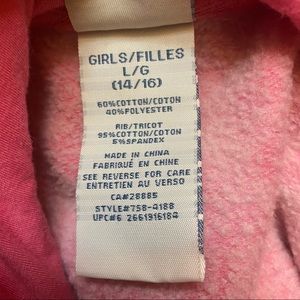 GIRLS/FILLES
L/G
(14/16)
60%COTTON/COTON
40%POLYESTER
RIB/TRICOT
95%COTTON/COTON
5%SPANDEX
MADE IN CHINA
FABRIQUÉ EN CHINE
SEE REVERSE FOR CARE
ENTRETIEN AU VERSO
CA#28885
STYLE#758-4188
UPC#6 2661916184